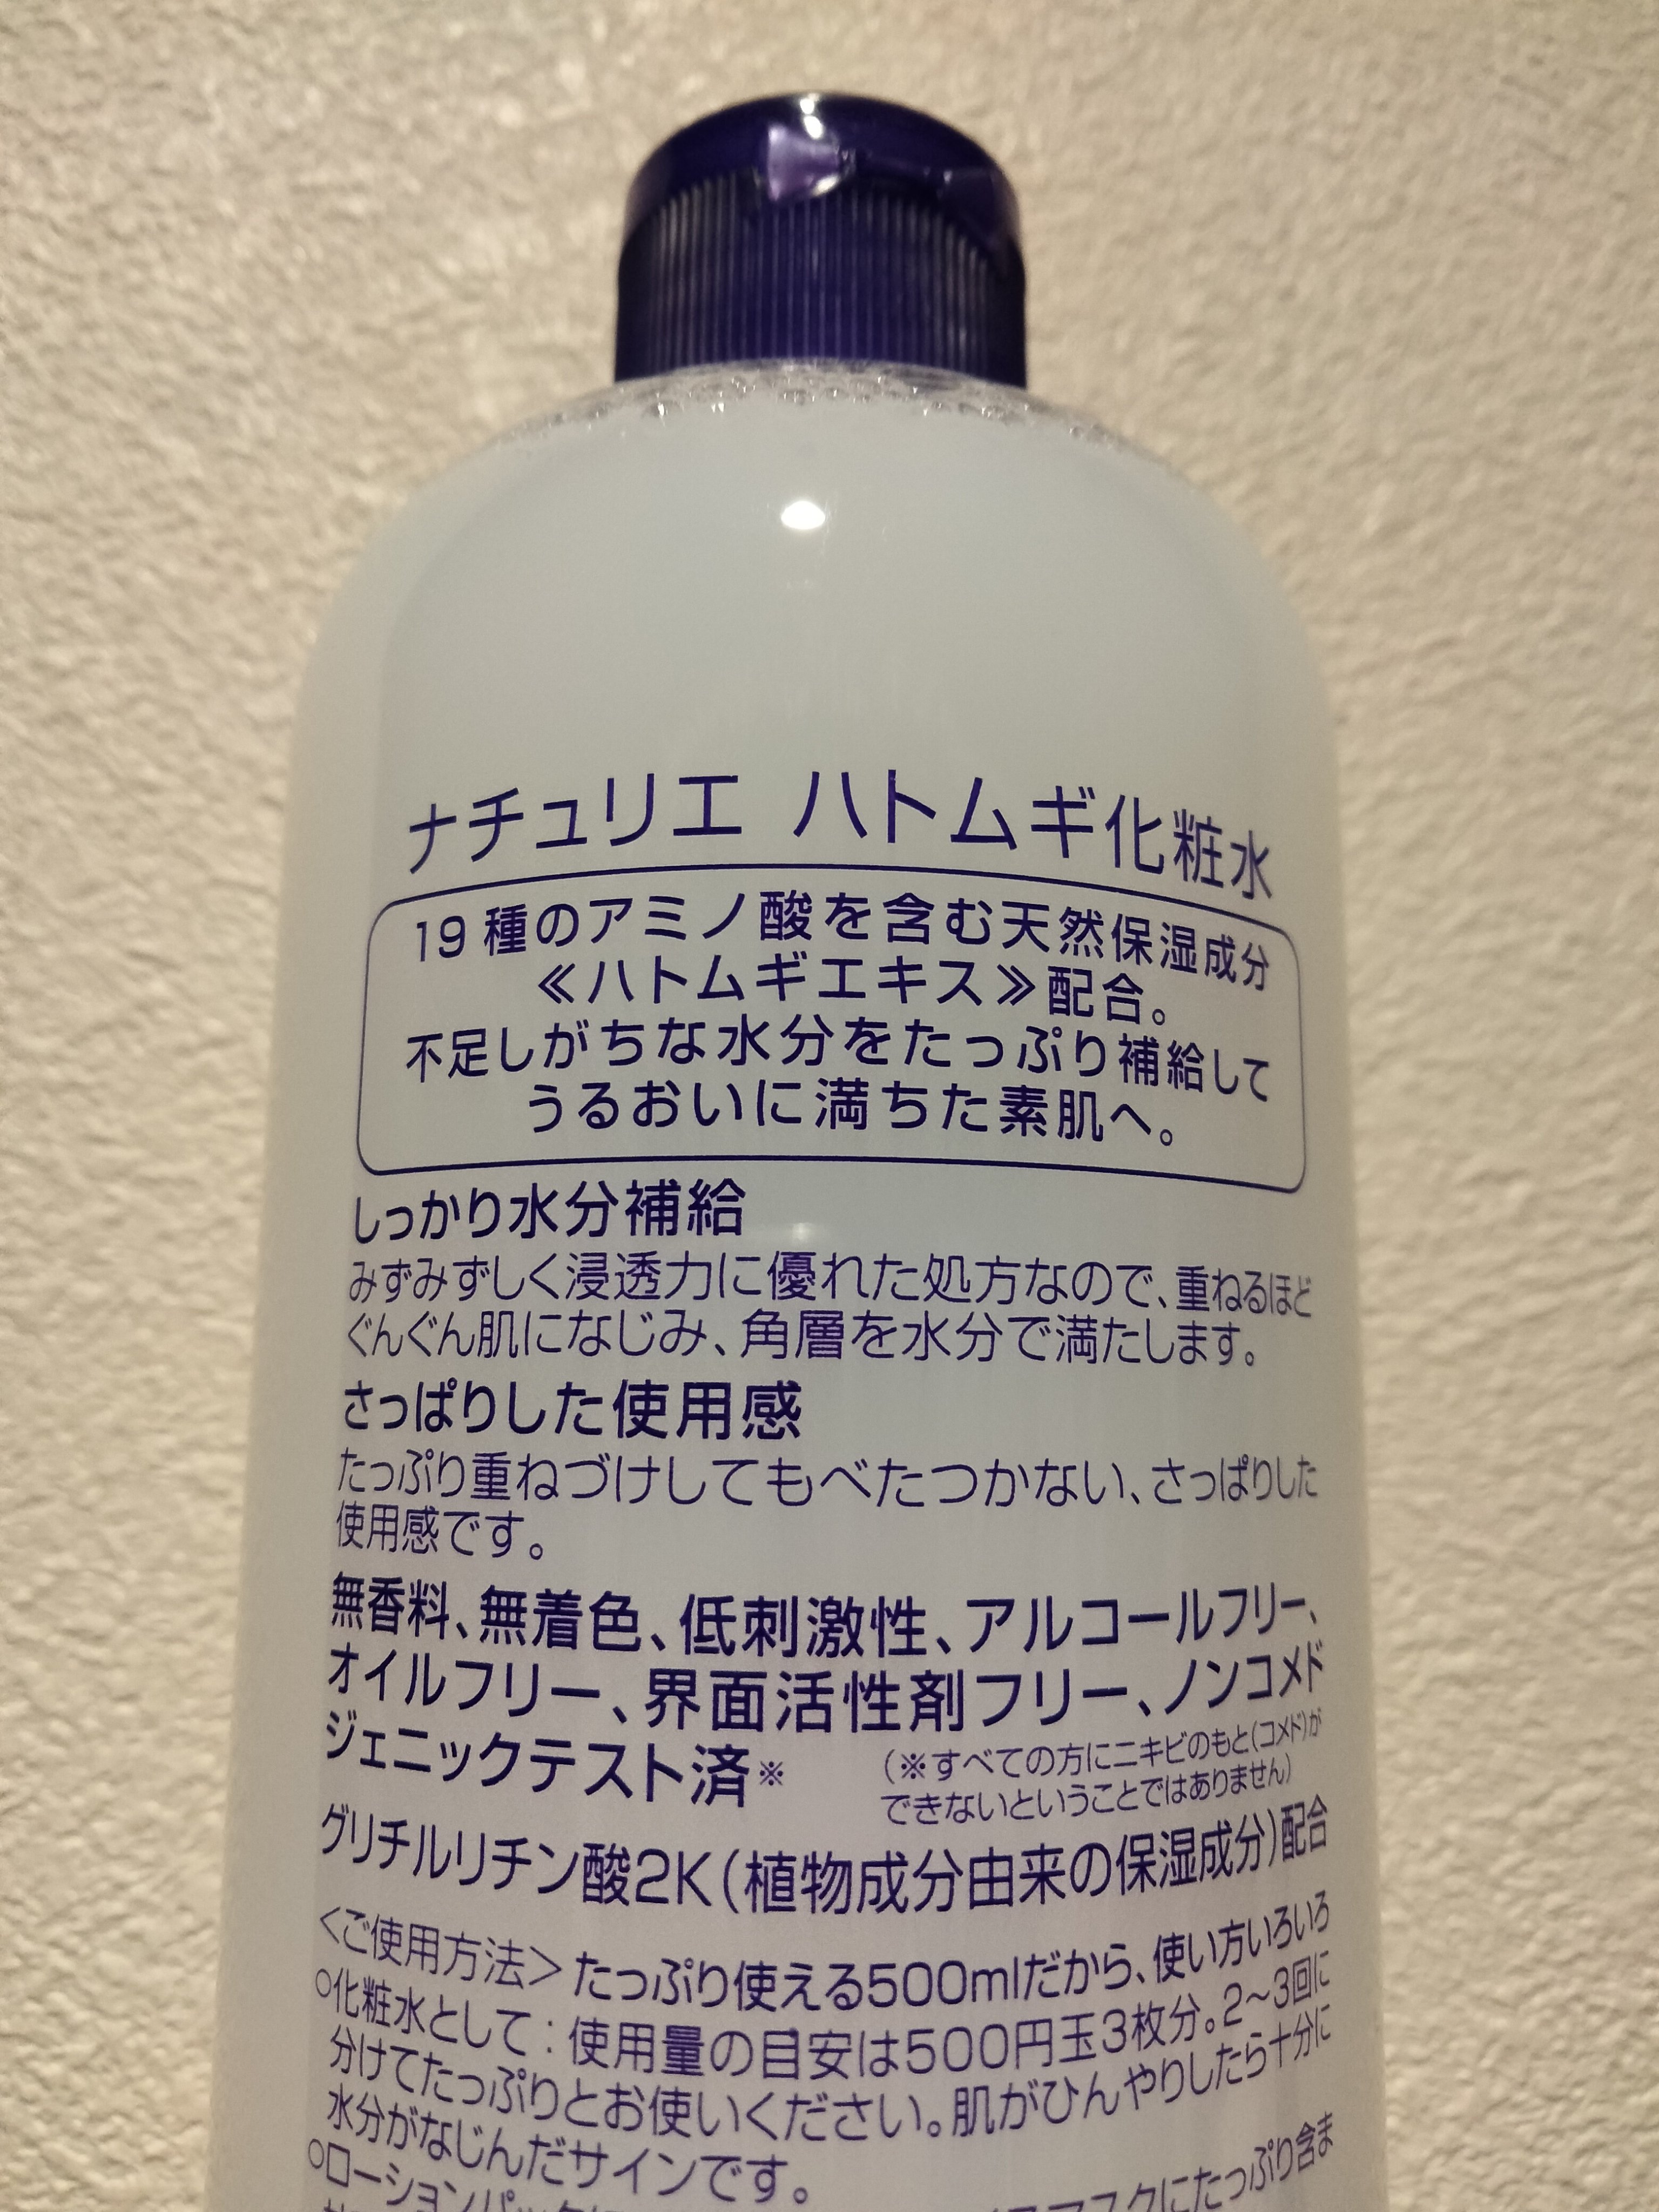 ナチュリエ ハトムギ化粧水
19種のアミノ酸を含む天然保湿成分
≪ハトムギエキス≫配合。
不足しがちな水分をたっぷり補給して
うるおいに満ちた素肌へ。
しっかり水分補給
みずみずしく浸透力に優れた処方なので、重ねるほど
ぐんぐん肌になじみ、角層を水分で満たします。
さっぱりした使用感
たっぷり重ねづけしてもべたつかない、さっぱりした
使用感です。
無香料、無着色、低刺激性、アルコールフリー、
オイルフリー、界面活性剤フリー、ノンコメド
ジェニックテスト済※
(※すべての方にニキビのもと(コメド)が
できないということではありません)
グリチルリチン酸2K(植物成分由来の保湿成分)配合
<ご使用方法>たっぷり使える500mlだから、使い方いろいろ
○化粧水として:使用量の目安は500円玉3枚分。2~3回に
分けてたっぷりとお使いください。肌がひんやりしたら十分に
水分がなじんだサインです。
○ローションパック マスクにたっぷり含ま